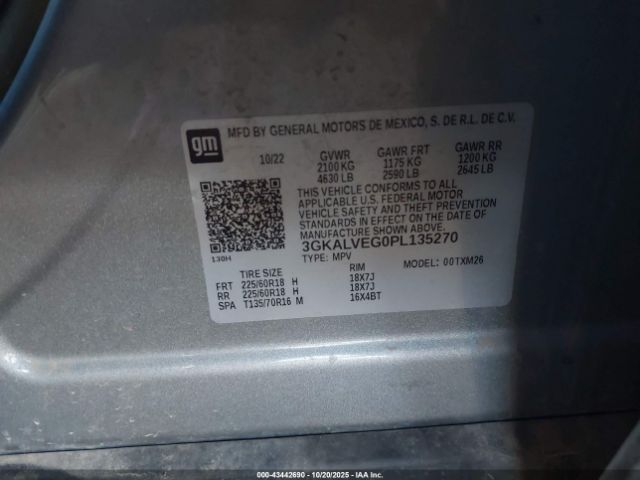 gm
MFD BY GENERAL MOTORS DE MEXICO, S. DE R.L. DE C.V.
10/22 GVWR GAWR FRT GAWR RR
2100 KG 1175 KG 1200 KG
4630 LB 2590 LB 2645 LB
THIS VEHICLE CONFORMS TO ALL
APPLICABLE U.S. FEDERAL MOTOR
VEHICLE SAFETY AND THEFT
PREVENTION STANDARDS IN EFFECT
ON THE DATE OF
MANUFACTURE SHOWN ABOVE.
3GKALVEG0PL135270
TYPE: MPV MODEL: 00TXM26
130H
TIRE SIZE RIM
FRT 225/60R18 H 18X7J
RR 225/60R18 H 18X7J
SPA T135/70R16 M 16X4BT
000-43442690 - 10/20/2025 - IAA Inc.